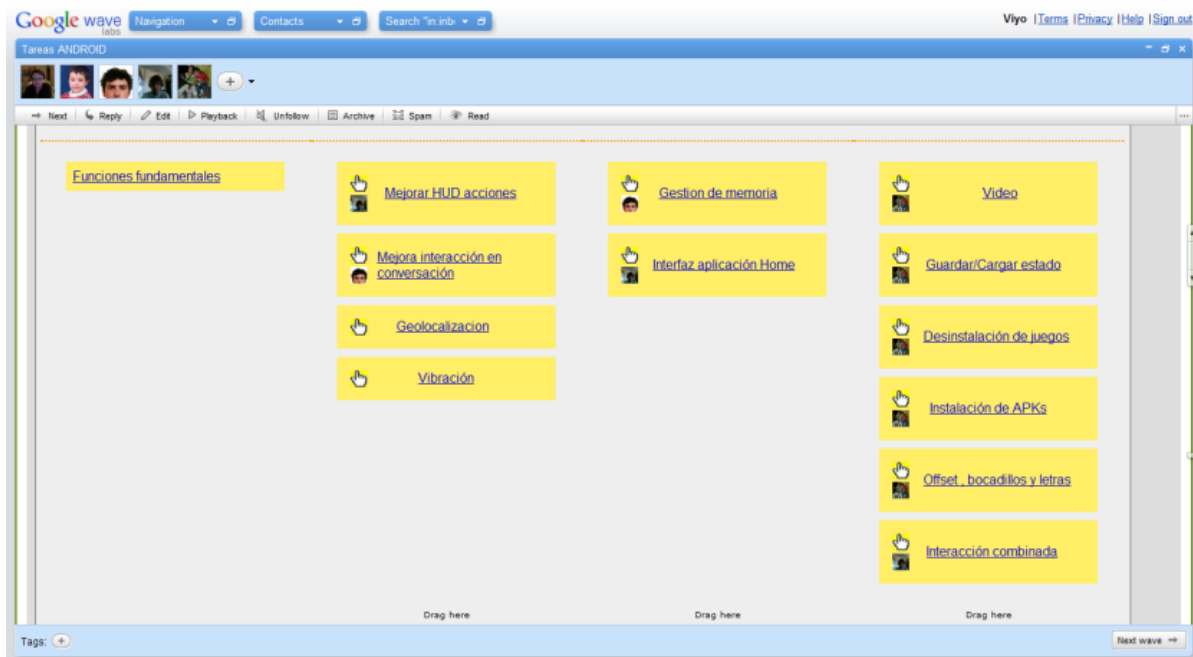 Google wave
labs
Navigation
Contacts
Search "in:inb
Viyo | Terms | Privacy | Help | Sign out
Tareas ANDROID
Next
Reply
Edit
Playback
Unfollow
Archive
Spam
Read
Funciones fundamentales
Mejorar HUD acciones
Mejora interacción en
conversación
Geolocalizacion
Vibración
Drag here
Gestion de memoria
Interfaz aplicación Home
Drag here
Video
Guardar/Cargar estado
Desinstalación de juegos
Instalación de APKs
Offset , bocadillos y letras
Interacción combinada
Drag here
Tags:
Next wave